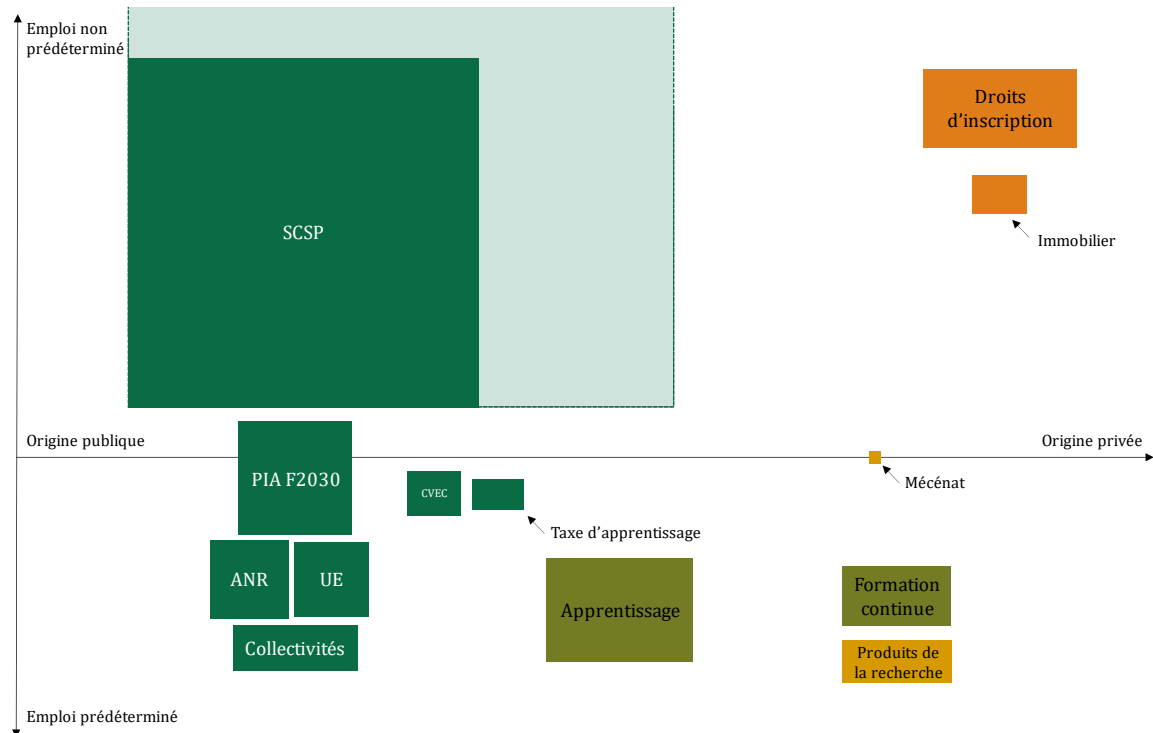 Emploi non
prédéterminé
Droits
d’inscription
SCSP
Immobilier
Origine publique
Origine privée
PIA F2030
CVEC
Mécénat
Taxe d’apprentissage
ANR
UE
Apprentissage
Formation
continue
Collectivités
Produits de
la recherche
Emploi prédéterminé